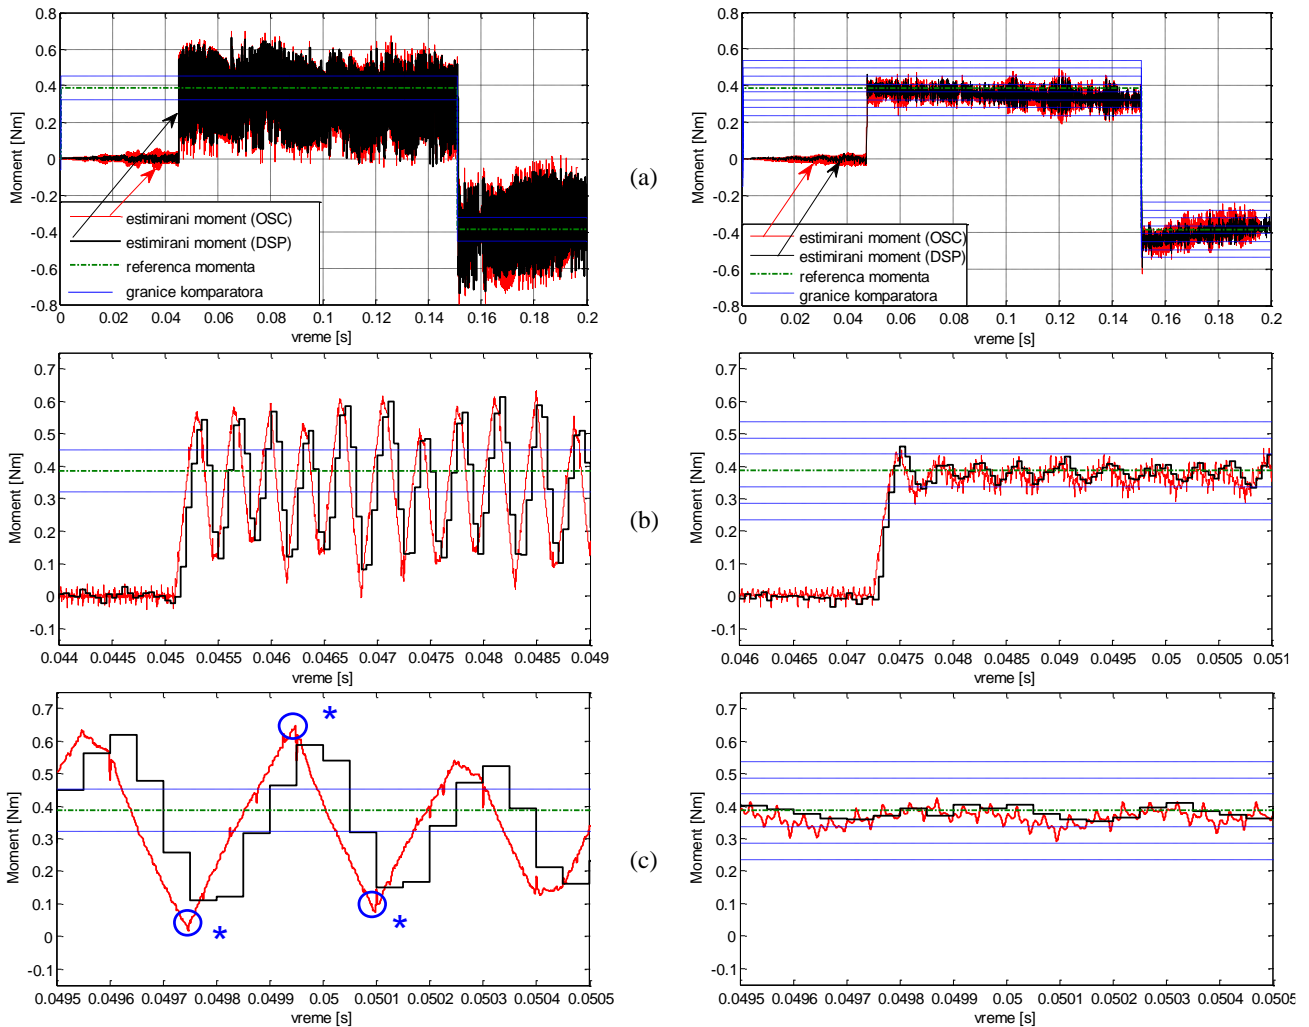 0.8
0.6
0.4
0.2
0
-0.2
-0.4
-0.6
-0.8
Moment [Nm]
estimirani moment (OSC)
estimirani moment (DSP)
referenca momenta
granice komparatora
0 0.02 0.04 0.06 0.08 0.1 0.12 0.14 0.16 0.18 0.2
vreme [s]
(a)
0.8
0.6
0.4
0.2
0
-0.2
-0.4
-0.6
-0.8
Moment [Nm]
estimirani moment (OSC)
estimirani moment (DSP)
referenca momenta
granice komparatora
0 0.02 0.04 0.06 0.08 0.1 0.12 0.14 0.16 0.18 0.2
vreme [s]
0.7
0.6
0.5
0.4
0.3
0.2
0.1
0
-0.1
Moment [Nm]
0.044 0.0445 0.045 0.0455 0.046 0.0465 0.047 0.0475 0.048 0.0485 0.049
vreme [s]
(b)
0.7
0.6
0.5
0.4
0.3
0.2
0.1
0
-0.1
Moment [Nm]
0.046 0.0465 0.047 0.0475 0.048 0.0485 0.049 0.0495 0.05 0.0505 0.051
vreme [s]
0.7
0.6
0.5
0.4
0.3
0.2
0.1
0
-0.1
Moment [Nm]
*
*
*
0.0495 0.0496 0.0497 0.0498 0.0499 0.05 0.0501 0.0502 0.0503 0.0504 0.0505
vreme [s]
(c)
0.7
0.6
0.5
0.4
0.3
0.2
0.1
0
-0.1
Moment [Nm]
0.0495 0.0496 0.0497 0.0498 0.0499 0.05 0.0501 0.0502 0.0503 0.0504 0.0505
vreme [s]